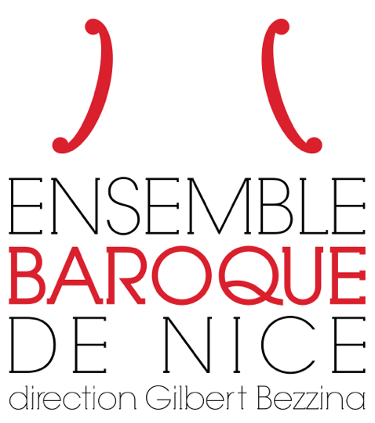 ENSEMBLE
BAROQUE
DE NICE
direction Gilbert Bezzina